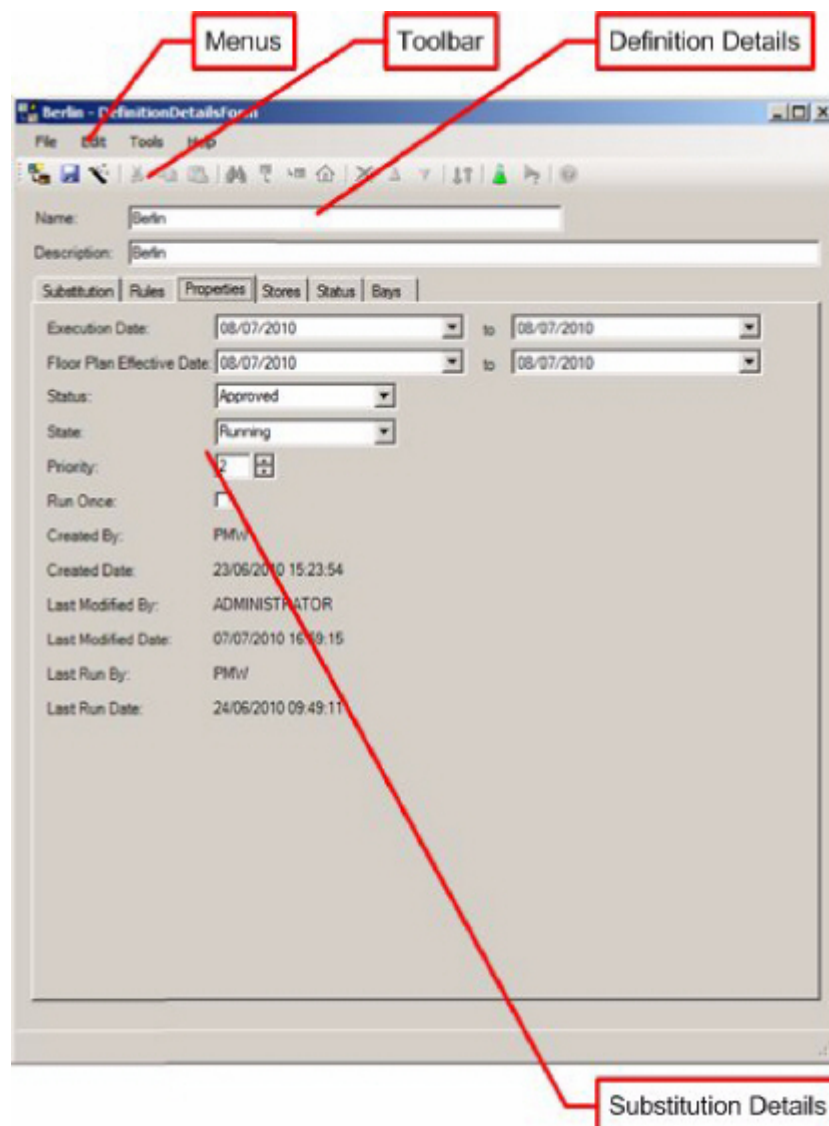 Menus Toolbar Definition Details
Berlin - DefinitionDetailsForm
File Edit Tools Help
Name: Berlin
Description: Berlin
Substitution Rules Properties Stores Status Bays
Execution Date: 08/07/2010 to 08/07/2010
Floor Plan Effective Date: 08/07/2010 to 08/07/2010
Status: Approved
State: Running
Priority: 2
Run Once:
Created By: PMW
Created Date: 23/06/2010 15:23:54
Last Modified By: ADMINISTRATOR
Last Modified Date: 07/07/2010 16:59:15
Last Run By: PMW
Last Run Date: 24/06/2010 09:49:11
Substitution Details